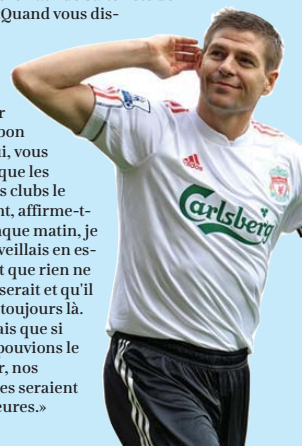 Quand vous dis-
r
bon
i, vous
que les
s clubs le
nt, affirme-t-
que matin, je
veillais en es-
t que rien ne
serait et qu'il
toujours là.
ais que si
pouvions le
r, nos
es seraient
eures.»
adidas
Carlsberg